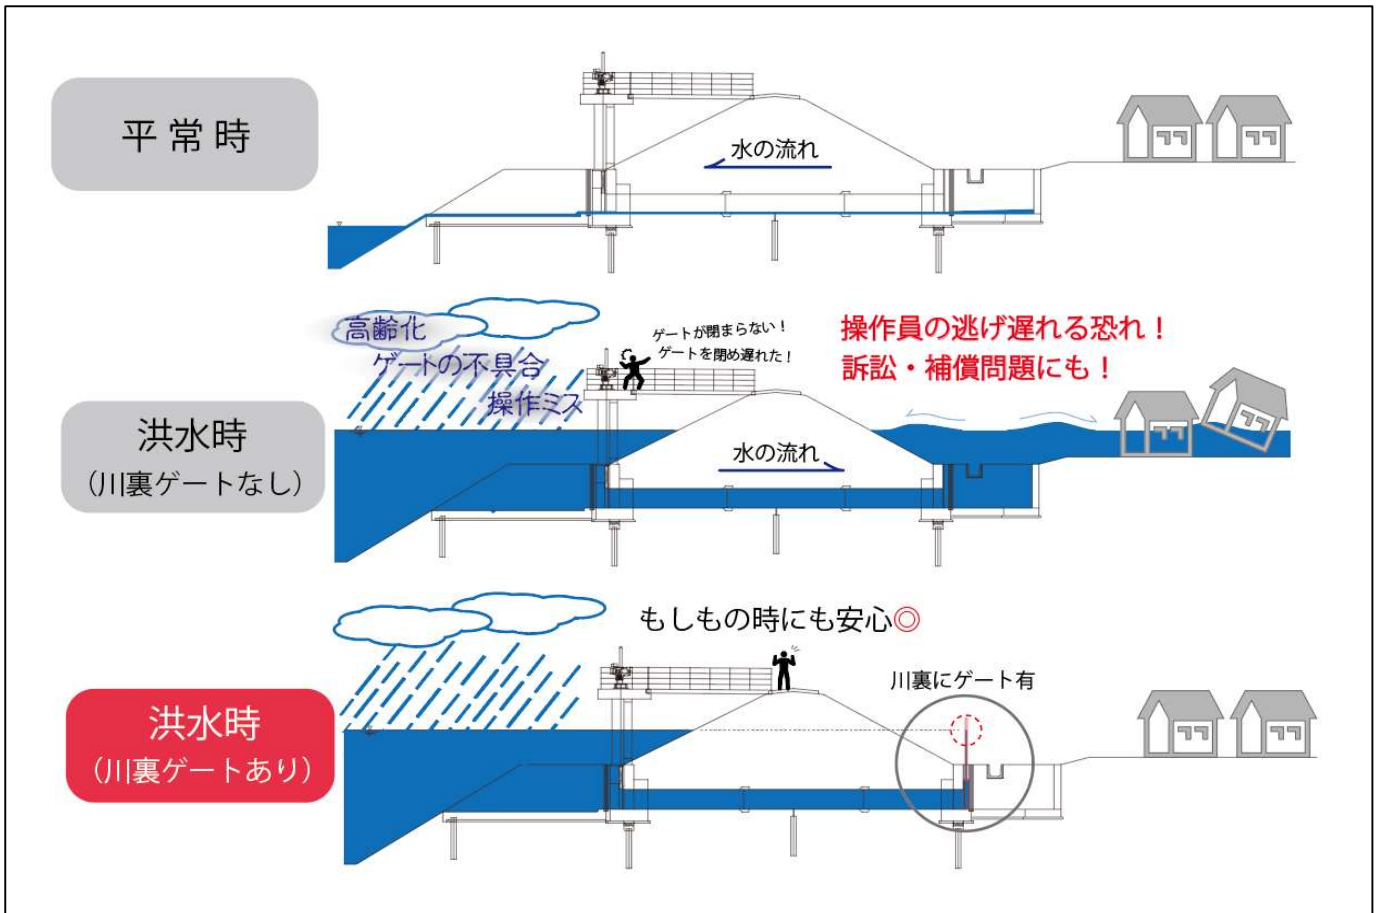 平常時
水の流れ
高齢化
ゲートの不具合
操作ミス
ゲートが閉まらない！
ゲートを閉め遅れた！
操作員の逃げ遅れる恐れ！
訴訟・補償問題にも！
洪水時
（川裏ゲートなし）
水の流れ
もしもの時にも安心◎
川裏にゲート有
洪水時
（川裏ゲートあり）